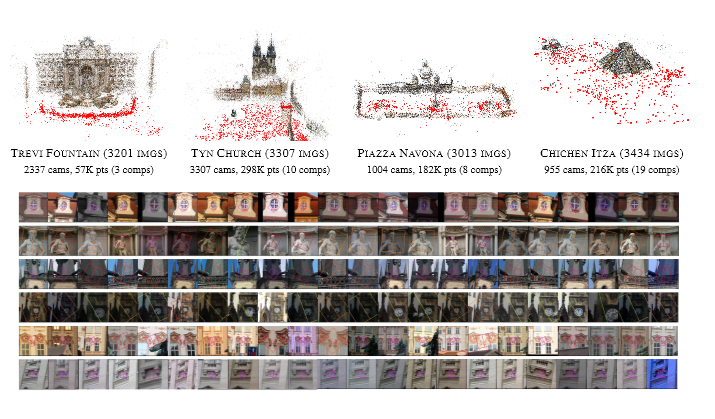 TREVI FOUNTAIN (3201 IMGS)
2337 cams, 57K pts (3 comps)
TYN CHURCH (3307 IMGS)
3307 cams, 298K pts (10 comps)
PIAZZA NAVONA (3013 IMGS)
1004 cams, 182K pts (8 comps)
CHICHEN ITZA (3434 IMGS)
955 cams, 216K pts (19 comps)